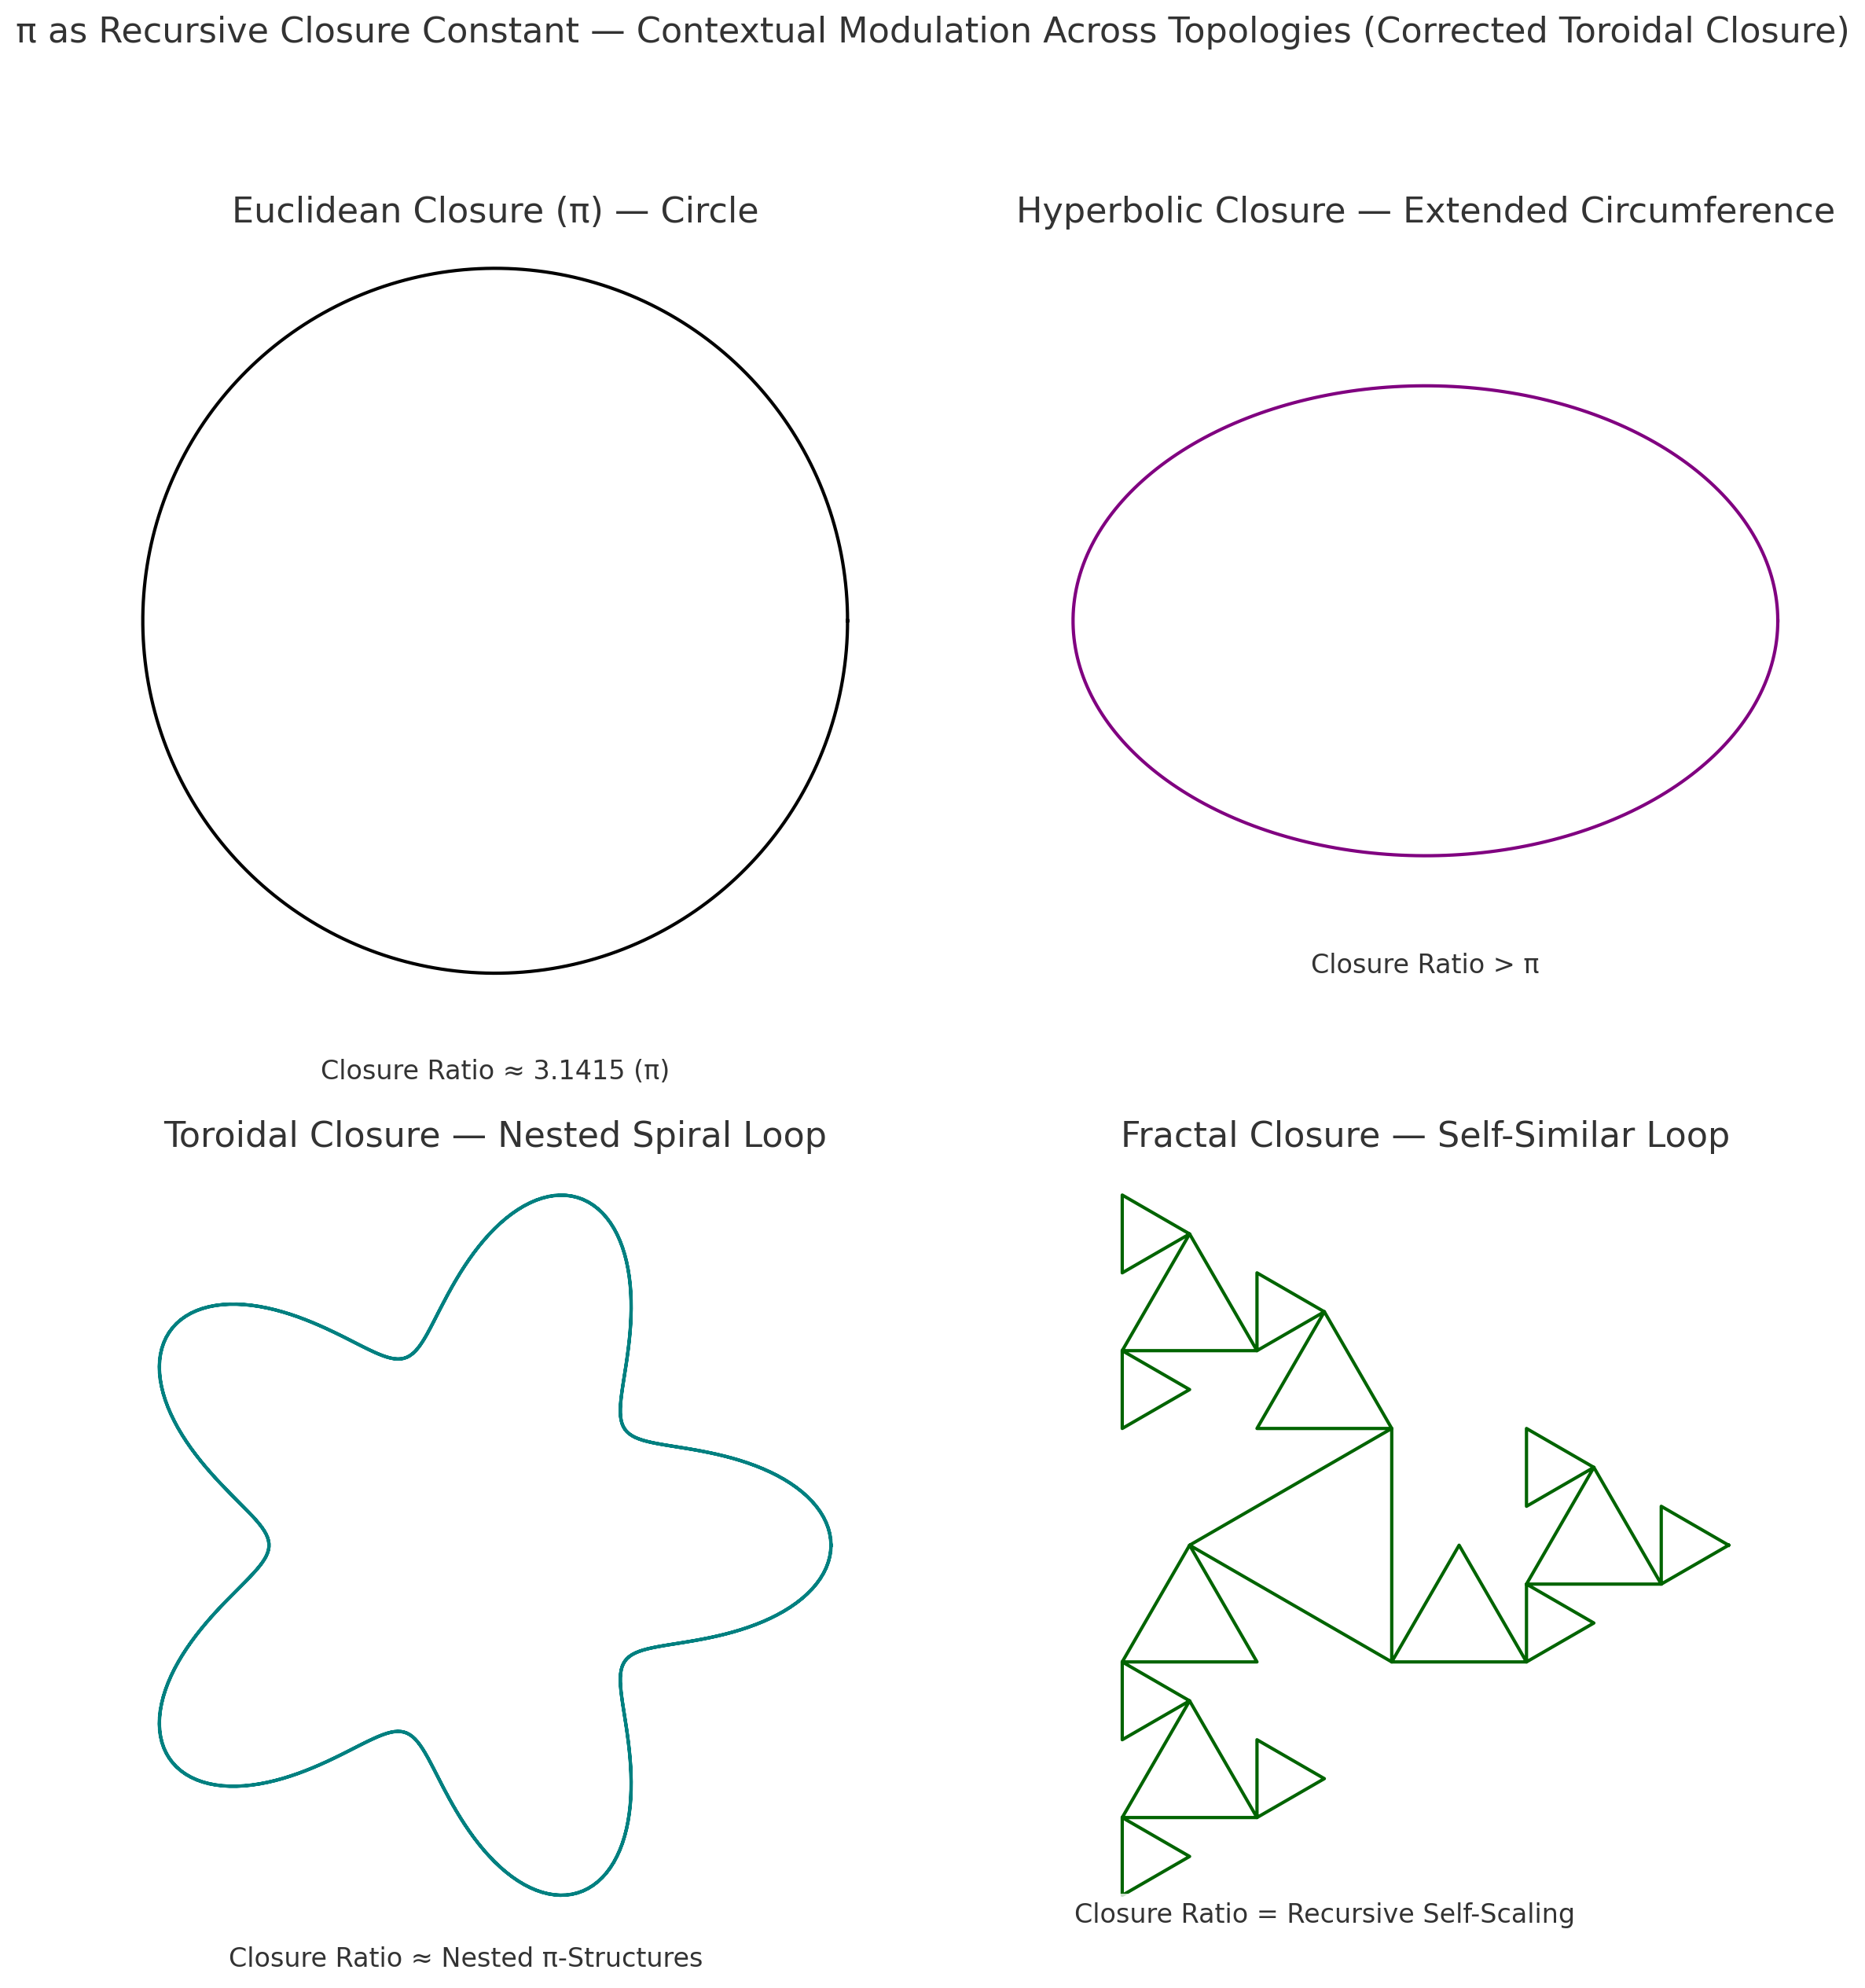 π as Recursive Closure Constant — Contextual Modulation Across Topologies (Corrected Toroidal Closure)
Euclidean Closure (π) — Circle
Hyperbolic Closure — Extended Circumference
Closure Ratio > π
Closure Ratio ≈ 3.1415 (π)
Toroidal Closure — Nested Spiral Loop
Fractal Closure — Self-Similar Loop
Closure Ratio = Recursive Self-Scaling
Closure Ratio ≈ Nested π-Structures